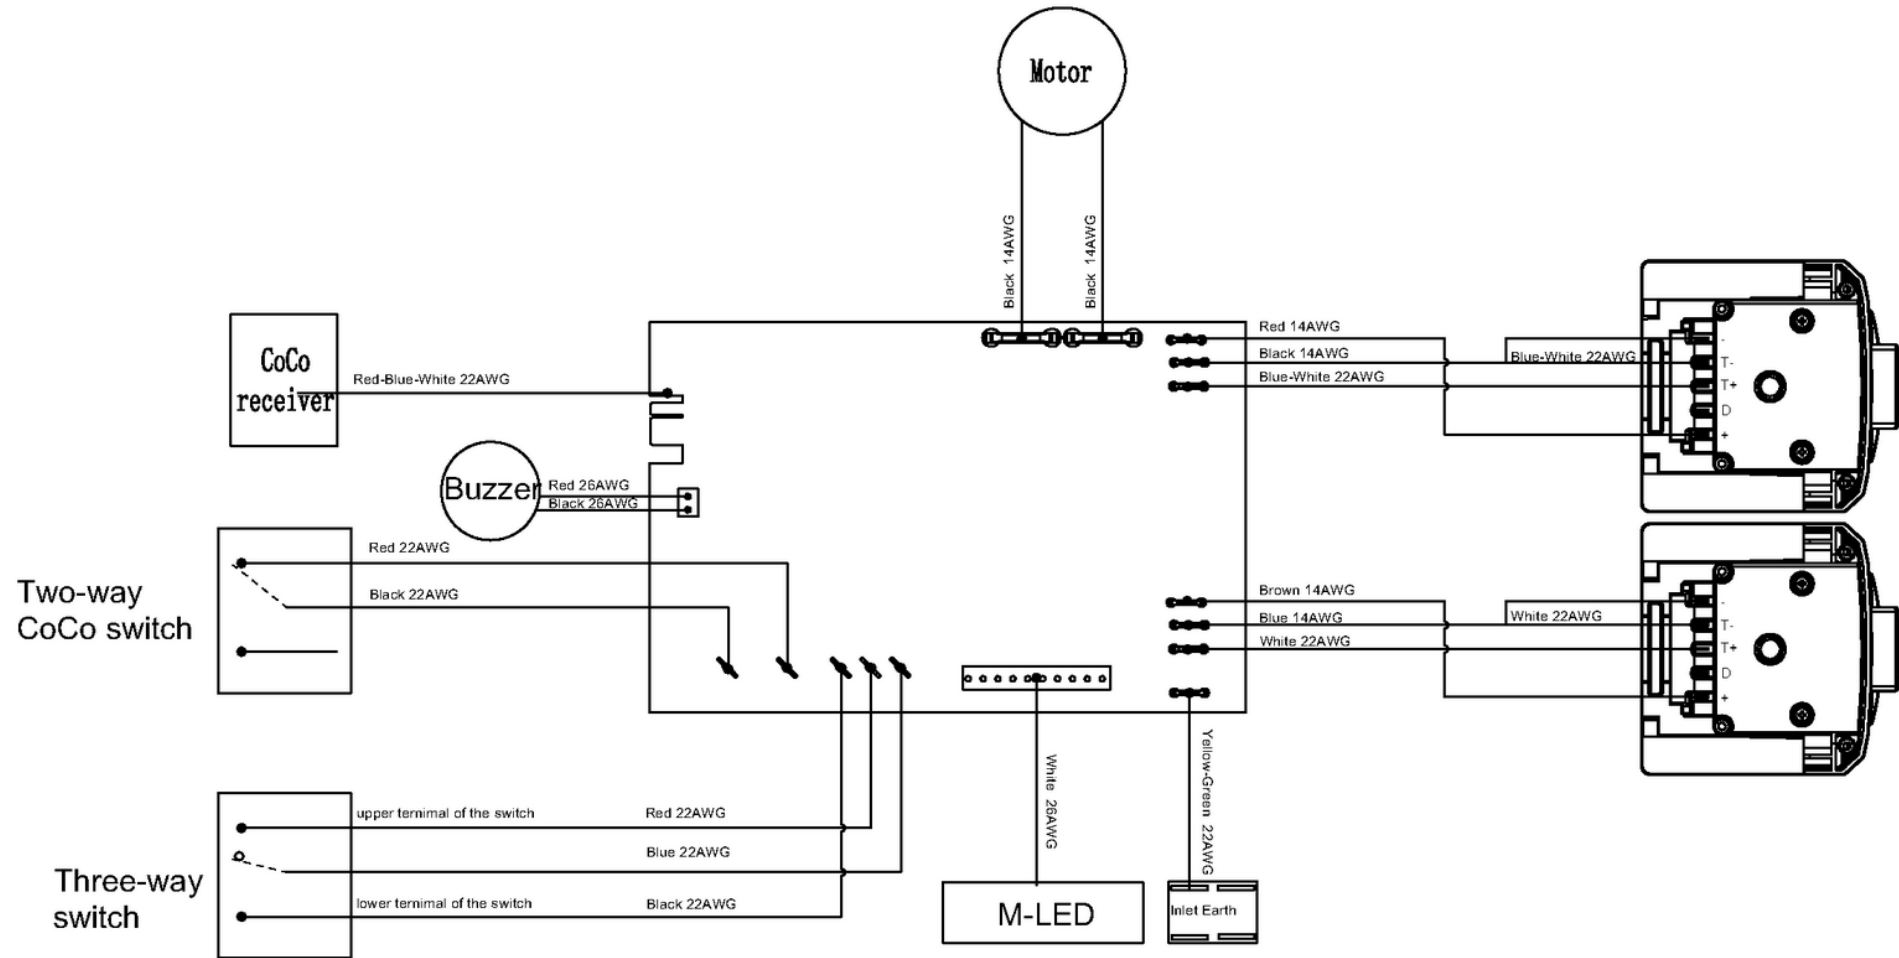 Motor
Black 14AWG
Black 14AWG
CoCo
receiver
Red-Blue-White 22AWG
Buzzer
Red 26AWG
Black 26AWG
Two-way
CoCo switch
Red 22AWG
Black 22AWG
Three-way
switch
upper ternimal of the switch
Red 22AWG
Blue 22AWG
lower ternimal of the switch
Black 22AWG
White 26AWG
M-LED
Yellow-Green 22AWG
Inlet Earth
Red 14AWG
Black 14AWG
Blue-White 22AWG
Blue-White 22AWG
-
T-
T+
D
+
Brown 14AWG
Blue 14AWG
White 22AWG
White 22AWG
-
T-
T+
D
+